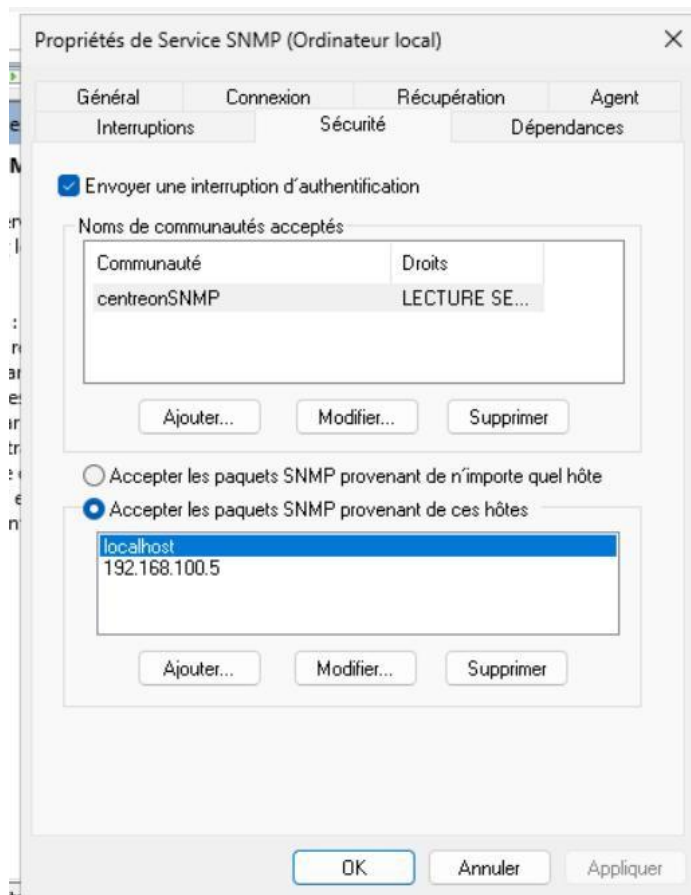 Propriétés de Service SNMP (Ordinateur local)
Général Connexion Récupération Agent
Interruptions Sécurité Dépendances
Envoyer une interruption d'authentification
Noms de communautés acceptés
Communauté Droits
centreonSNMP LECTURE SE...
Ajouter... Modifier... Supprimer
Accepter les paquets SNMP provenant de n'importe quel hôte
Accepter les paquets SNMP provenant de ces hôtes
localhost
192.168.100.5
Ajouter... Modifier... Supprimer
OK Annuler Appliquer